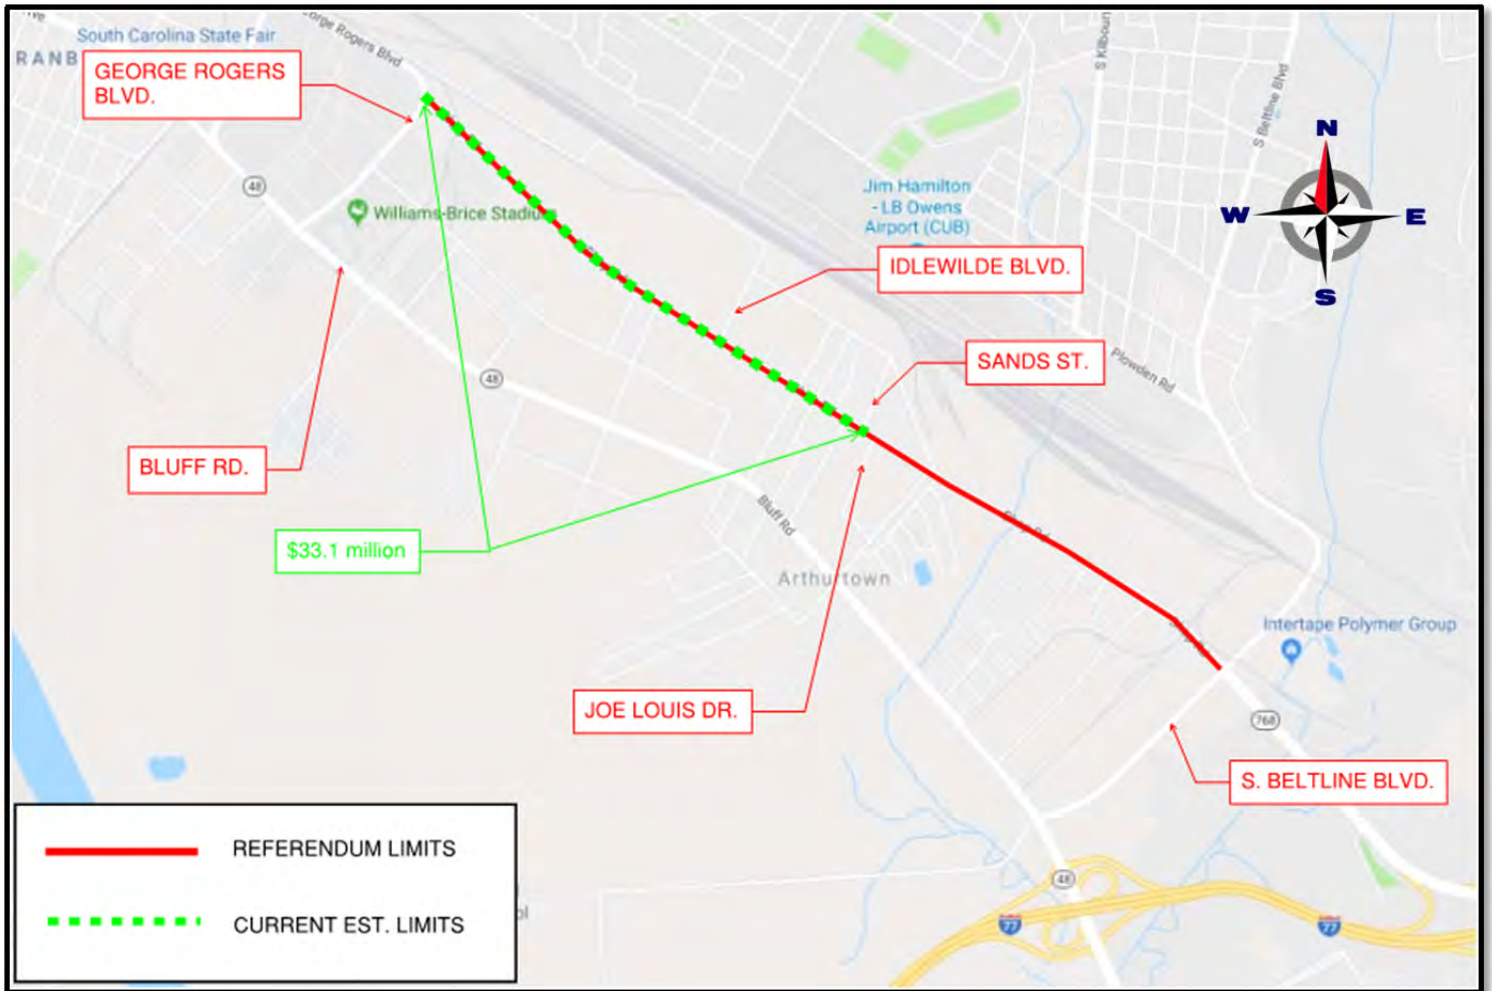 South Carolina State Fair
RANB
GEORGE ROGERS
BLVD.
orge Rogers Blvd
S Kilbourn
S Beltline Blvd
N
W
E
S
48
Williams-Brice Stadium
Jim Hamilton
- LB Owens
Airport (CUB)
IDLEWILDE BLVD.
SANDS ST.
Plowden Rd
48
BLUFF RD.
Bluff Rd
$33.1 million
Arthurtown
Intertape Polymer Group
JOE LOUIS DR.
768
S. BELTLINE BLVD.
REFERENDUM LIMITS
CURRENT EST. LIMITS
48
77
77